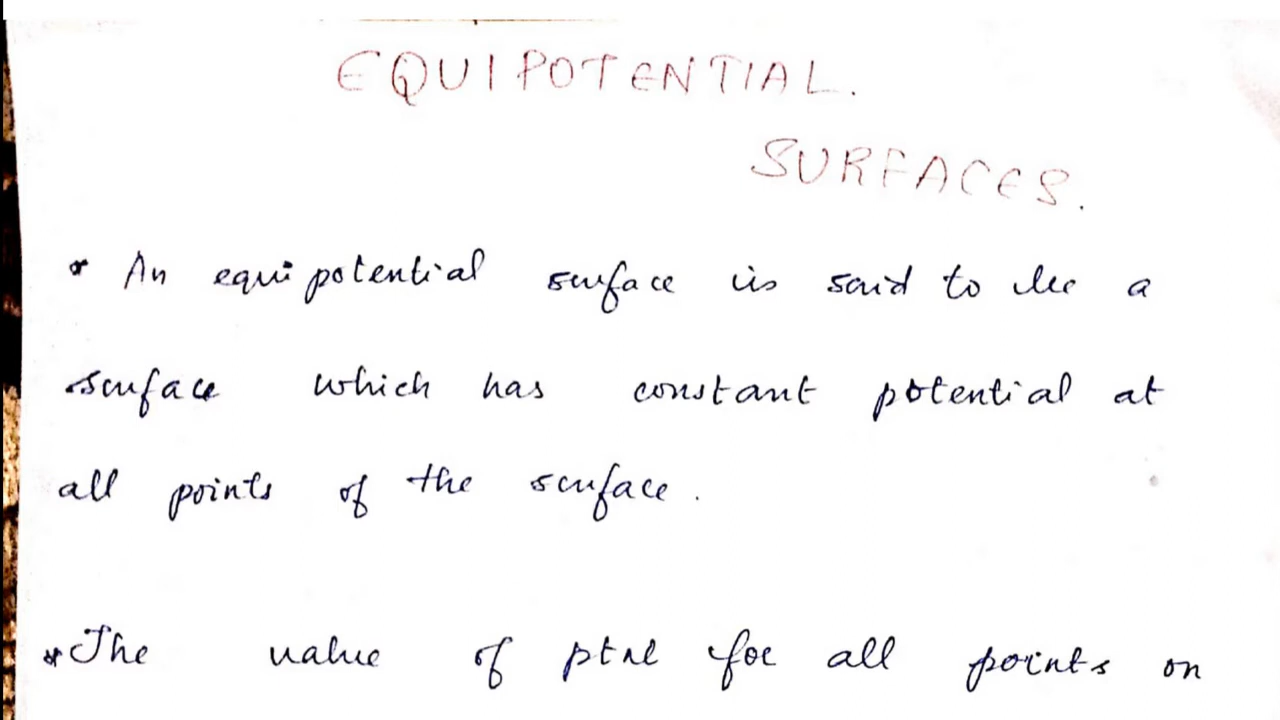 EQUIPOTENTIAL.
SURFACES.
* An equipotential surface is said to be a
surface which has constant potential at
all points of the surface.
* The value of ptnl for all points on